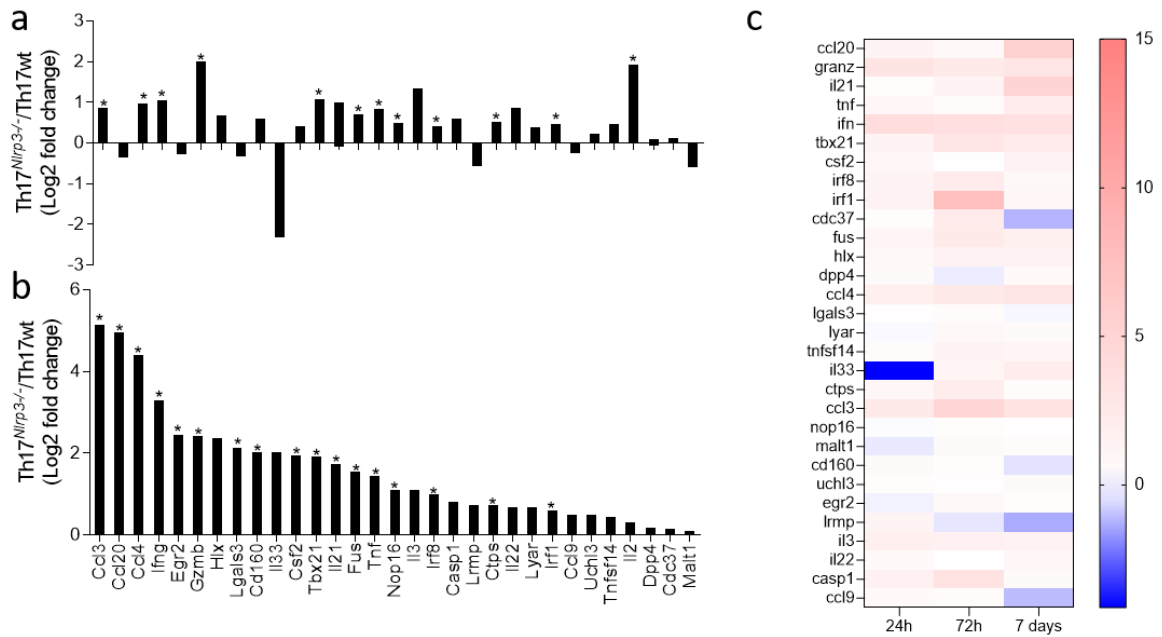 a
Th17Nlrp3-/-/Th17wt
(Log2 fold change)
3
2
1
0
-1
-2
-3
* * * * * * * * * * * * *
b
Th17Nlrp3-/-/Th17wt
(Log2 fold change)
6
4
2
0
* * * * * * * * * * * * * * * * * *
Ccl3
Ccl20
Ccl4
Ifng
Egr2
Gzmb
Hlx
Lgals3
Cd160
Il33
Csf2
Tbx21
Il21
Fus
Tnf
Nop16
Il3
Irf8
Casp1
Lrmp
Ctps
Il22
Lyar
Irf1
Ccl9
Uchl3
Tnfsf14
Il2
Dpp4
Cdc37
Malt1
c
ccl20
granz
il21
tnf
ifn
tbx21
csf2
irf8
irf1
cdc37
fus
hlx
dpp4
ccl4
lgals3
lyar
tnfsf14
il33
ctps
ccl3
nop16
malt1
cd160
uchl3
egr2
lrmp
il3
il22
casp1
ccl9
24h 72h 7 days
15
10
5
0